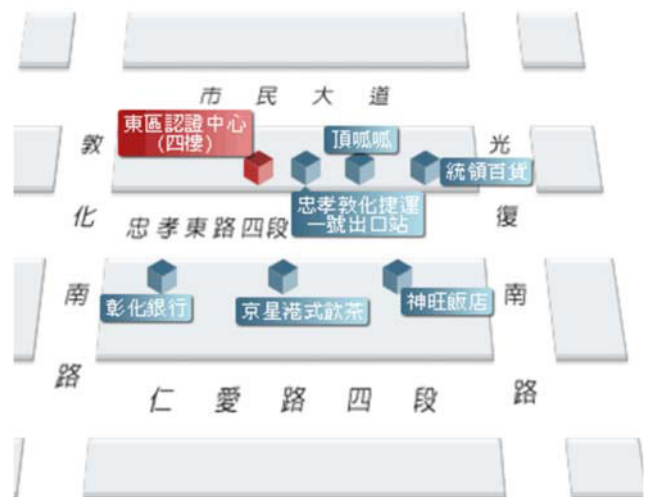 市民大道
東區認證中心
(四樓)
頂呱呱
統領百貨
忠孝敦化捷運
一號出口站
忠孝東路四段
敦化南路
光復南路
彰化銀行
京星港式飲茶
神旺飯店
仁愛路四段